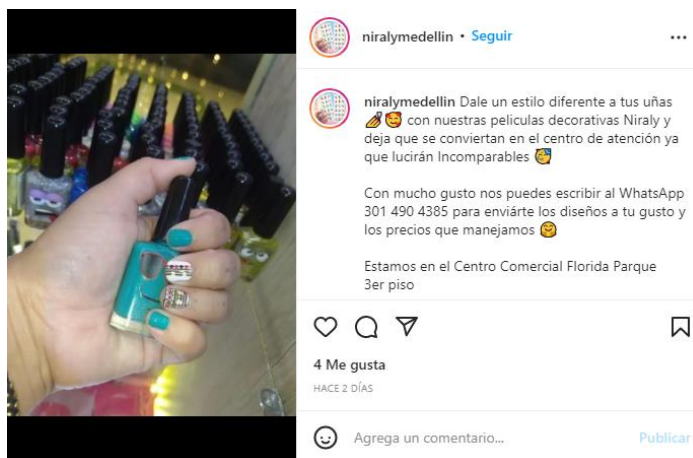 niralymedellin • Seguir
niralymedellin Dale un estilo diferente a tus uñas
💅🥰 con nuestras peliculas decorativas Niraly y
deja que se conviertan en el centro de atención ya
que lucirán Incomparables 🥳
Con mucho gusto nos puedes escribir al WhatsApp
301 490 4385 para enviárte los diseños a tu gusto y
los precios que manejamos 🤗
Estamos en el Centro Comercial Florida Parque
3er piso
4 Me gusta
HACE 2 DÍAS
Agrega un comentario...
Publicar